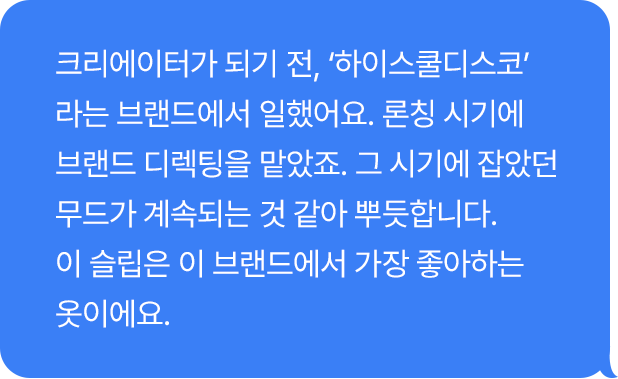 크리에이터가 되기 전, ‘하이스쿨디스코’
라는 브랜드에서 일했어요. 론칭 시기에
브랜드 디렉팅을 맡았죠. 그 시기에 잡았던
무드가 계속되는 것 같아 뿌듯합니다.
이 슬립은 이 브랜드에서 가장 좋아하는
옷이에요.